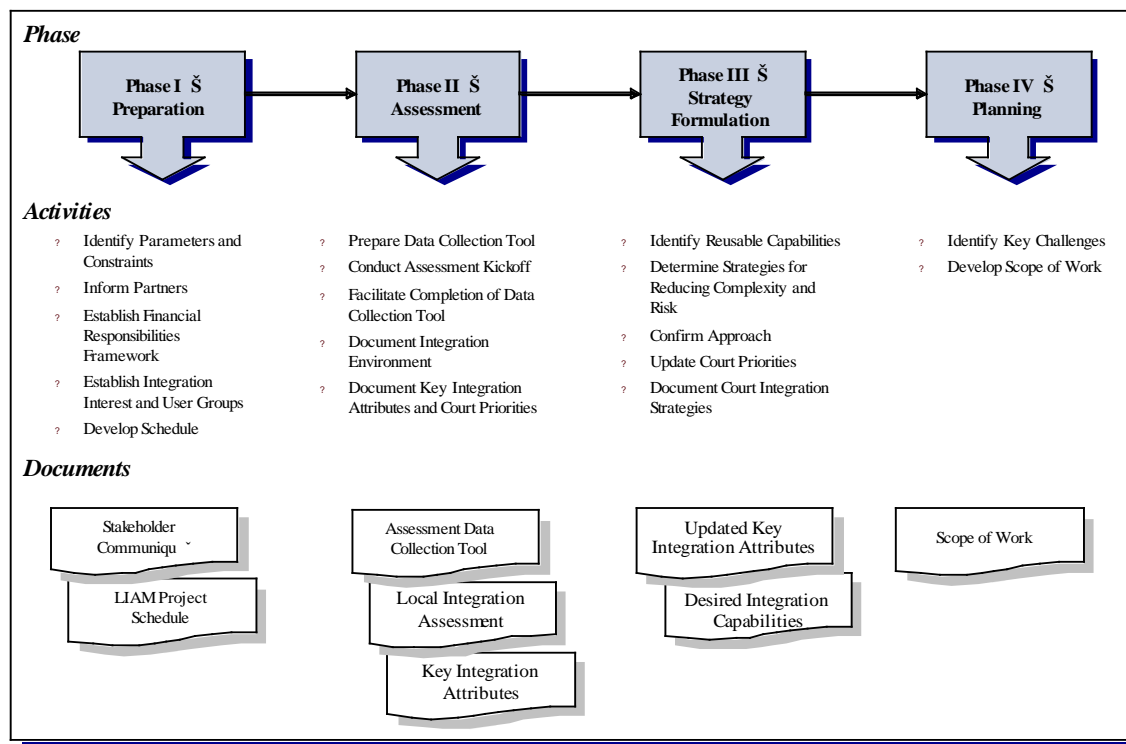 Phase
Phase I Š
Preparation
Phase II Š
Assessment
Phase III Š
Strategy
Formulation
Phase IV Š
Planning
Activities
? Identify Parameters and
Constraints
? Inform Partners
? Establish Financial
Responsibilities
Framework
? Establish Integration
Interest and User Groups
? Develop Schedule
? Prepare Data Collection Tool
? Conduct Assessment Kickoff
? Facilitate Completion of Data
Collection Tool
? Document Integration
Environment
? Document Key Integration
Attributes and Court Priorities
? Identify Reusable Capabilities
? Determine Strategies for
Reducing Complexity and
Risk
? Confirm Approach
? Update Court Priorities
? Document Court Integration
Strategies
? Identify Key Challenges
? Develop Scope of Work
Documents
Stakeholder
Communiqu ˇ
LIAM Project
Schedule
Assessment Data
Collection Tool
Local Integration
Assessment
Key Integration
Attributes
Updated Key
Integration Attributes
Desired Integration
Capabilities
Scope of Work